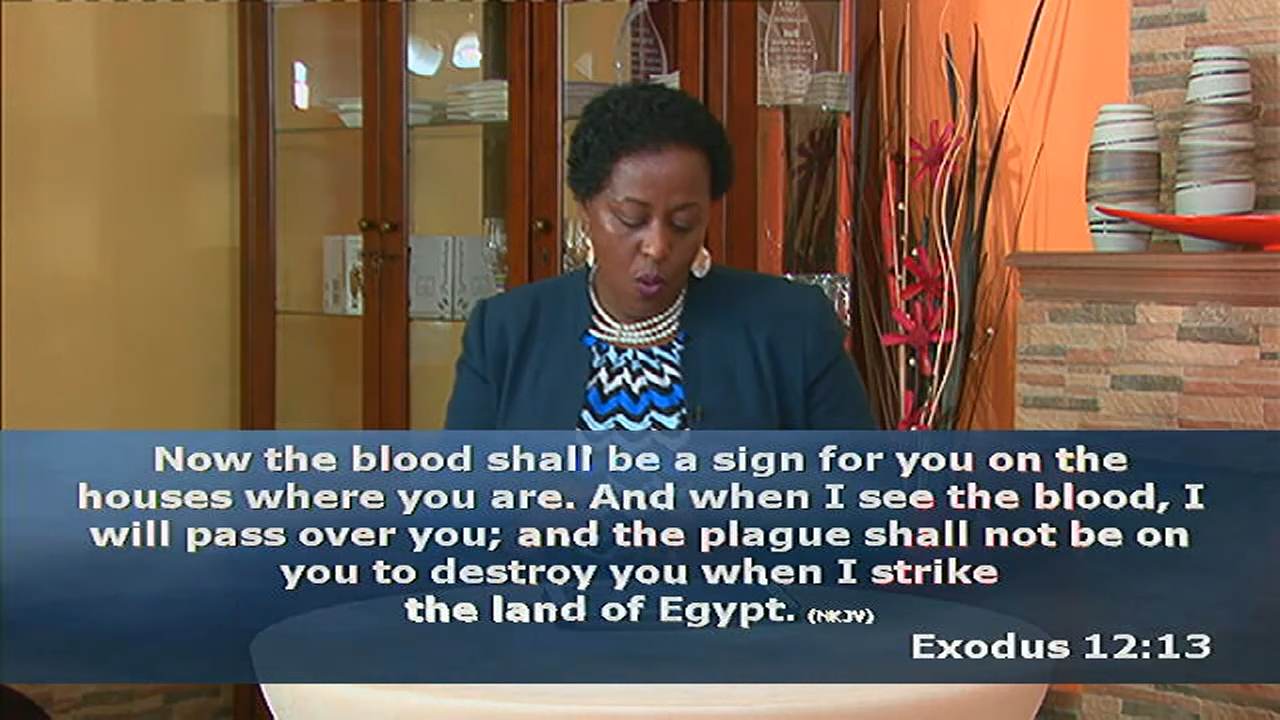 Now the blood shall be a sign for you on the
houses where you are. And when I see the blood, I
will pass over you; and the plague shall not be on
you to destroy you when I strike
the land of Egypt. (NKJV)
Exodus 12:13